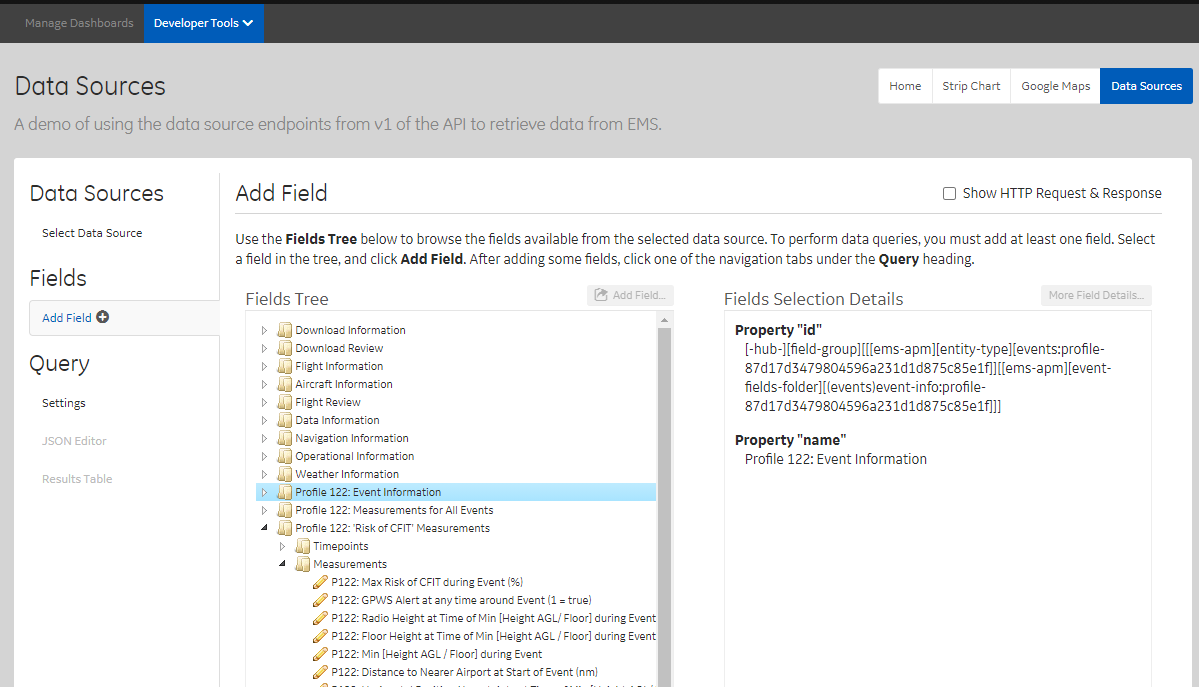 Manage Dashboards
Developer Tools
Data Sources
Home
Strip Chart
Google Maps
Data Sources
A demo of using the data source endpoints from v1 of the API to retrieve data from EMS.
Data Sources
Select Data Source
Fields
Add Field
Query
Settings
JSON Editor
Results Table
Add Field
Show HTTP Request & Response
Use the Fields Tree below to browse the fields available from the selected data source. To perform data queries, you must add at least one field. Select
a field in the tree, and click Add Field. After adding some fields, click one of the navigation tabs under the Query heading.
Fields Tree
Add Field...
Download Information
Download Review
Flight Information
Aircraft Information
Flight Review
Data Information
Navigation Information
Operational Information
Weather Information
Profile 122: Event Information
Profile 122: Measurements for All Events
Profile 122: 'Risk of CFIT' Measurements
Timepoints
Measurements
P122: Max Risk of CFIT during Event (%)
P122: GPWS Alert at any time around Event (1 = true)
P122: Radio Height at Time of Min [Height AGL/ Floor] during Event
P122: Floor Height at Time of Min [Height AGL / Floor] during Event
P122: Min [Height AGL / Floor] during Event
P122: Distance to Nearer Airport at Start of Event (nm)
Fields Selection Details
More Field Details...
Property "id"
[-hub-][field-group][[[ems-apm][entity-type][events:profile-
87d17d3479804596a231d1d875c85e1f]][[ems-apm][event-
fields-folder][(events)event-info:profile-
87d17d3479804596a231d1d875c85e1f]]]
Property "name"
Profile 122: Event Information